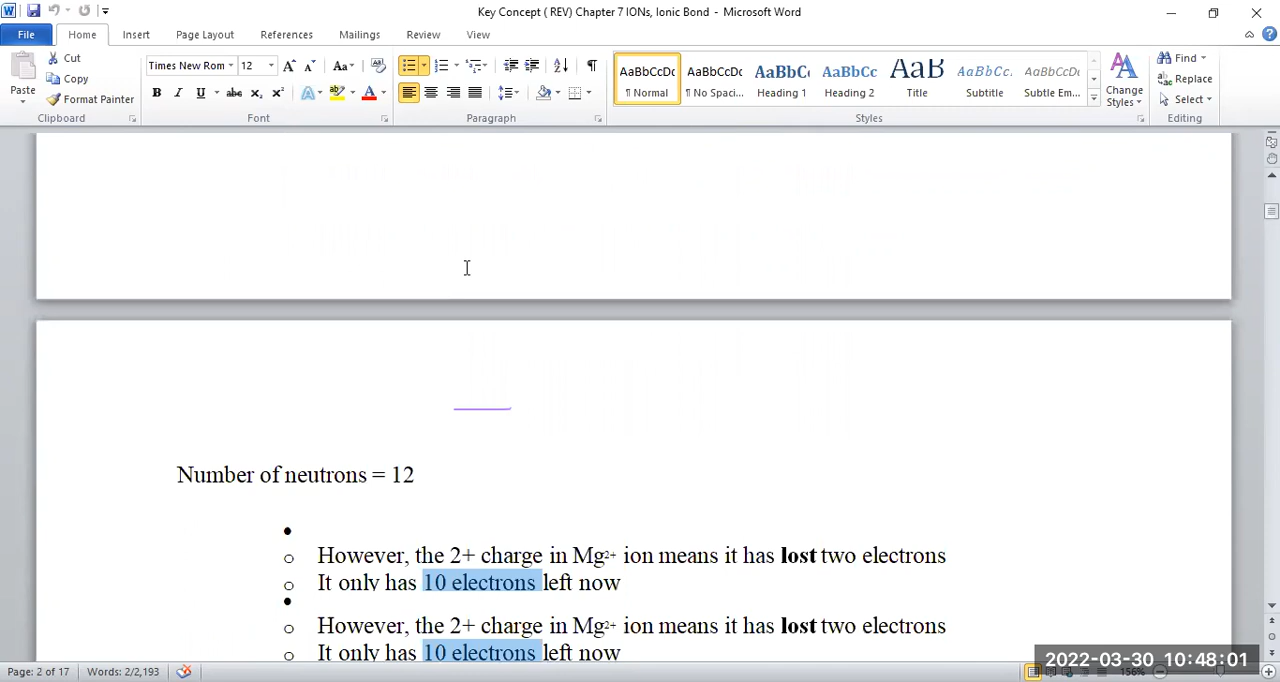 Key Concept ( REV) Chapter 7 IONs, Ionic Bond - Microsoft Word
File Home Insert Page Layout References Mailings Review View
Cut
Copy
Format Painter
Paste
Clipboard
Times New Rom 12
Font
Paragraph
AaBbCcDc AaBbCcDc AaBbC AaBbCc AaB AaBbCc. AaBbCcDc
¶ Normal ¶ No Spaci... Heading 1 Heading 2 Title Subtitle Subtle Em...
Change Styles
Styles
Find
Replace
Select
Editing
Number of neutrons = 12
However, the 2+ charge in Mg2+ ion means it has lost two electrons
It only has 10 electrons left now
However, the 2+ charge in Mg2+ ion means it has lost two electrons
It only has 10 electrons left now
Page: 2 of 17 Words: 2/2,193
156%
2022-03-30 10:48:01